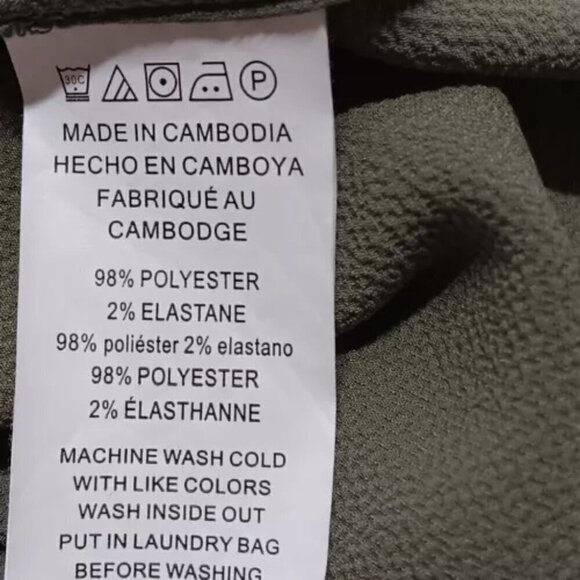 30C P
MADE IN CAMBODIA
HECHO EN CAMBOYA
FABRIQUÉ AU
CAMBODGE
98% POLYESTER
2% ELASTANE
98% poliéster 2% elastano
98% POLYESTER
2% ÉLASTHANNE
MACHINE WASH COLD
WITH LIKE COLORS
WASH INSIDE OUT
PUT IN LAUNDRY BAG
BEFORE WASHING